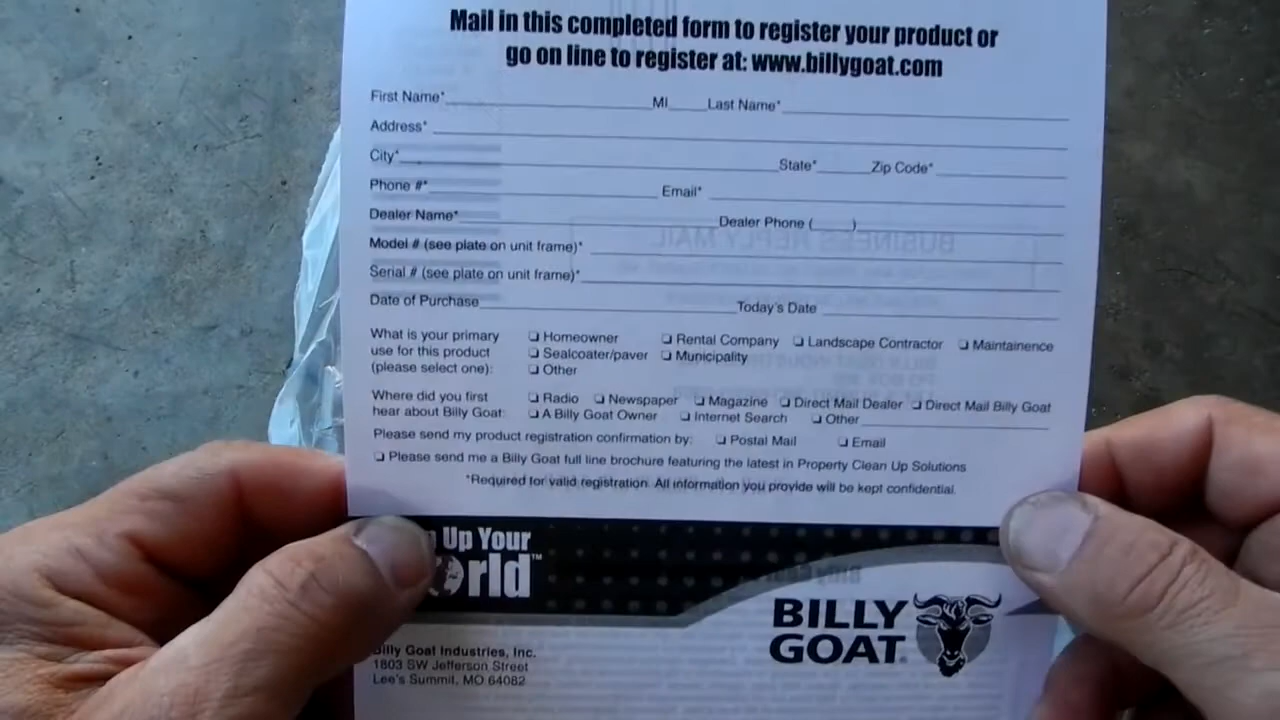 Mail in this completed form to register your product or
go on line to register at: www.billygoat.com
First Name* MI Last Name*
Address*
City* State* Zip Code*
Phone #* Email*
Dealer Name* Dealer Phone ( )
Model # (see plate on unit frame)*
Serial # (see plate on unit frame)*
Date of Purchase Today's Date
What is your primary ❏ Homeowner ❏ Rental Company ❏ Landscape Contractor ❏ Maintainence
use for this product ❏ Sealcoater/paver ❏ Municipality
(please select one): ❏ Other
Where did you first ❏ Radio ❏ Newspaper ❏ Magazine ❏ Direct Mail Dealer ❏ Direct Mail Billy Goat
hear about Billy Goat: ❏ A Billy Goat Owner ❏ Internet Search ❏ Other
Please send my product registration confirmation by: ❏ Postal Mail ❏ Email
❏ Please send me a Billy Goat full line brochure featuring the latest in Property Clean Up Solutions
*Required for valid registration. All information you provide will be kept confidential.
Up Your
rld™
BILLY
GOAT®
Billy Goat Industries, Inc.
1803 SW Jefferson Street
Lee's Summit, MO 64082